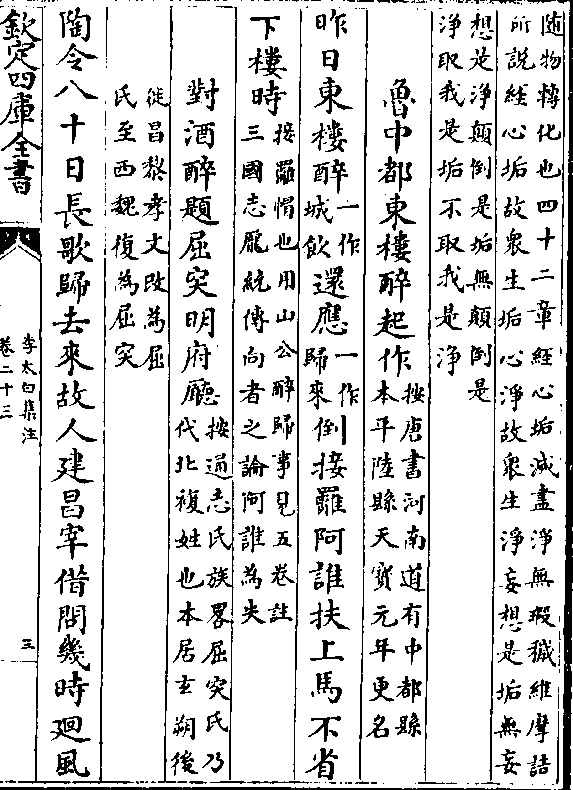 随物轉化也四十二章經心垢滅盡淨無瑕穢維摩詰
所說經心垢故衆生垢心淨故衆生淨妄想是垢無妄
想是淨顛倒是垢無顛倒是
淨取我是垢不取我是淨
魯中都東樓醉起作按唐書河南道有中都縣
本平陸縣天寶元年更名
昨日東樓醉一作城飲還應一作丨歸來倒接䍦阿誰扶上馬不省
下樓時接䍦帽也用山公醉歸事見五卷註
三國志龎統傳向者之論阿誰為失
對酒醉題屈突明府廳按通志氏族畧屈突氏乃
代北複姓也本居玄朔後
徙昌黎孝文改為屈
氏至西魏復為屈突
陶令八十日長歌歸去來故人建昌宰借問幾時廻風
欽定四庫全書
李太白集注
卷二十三
三